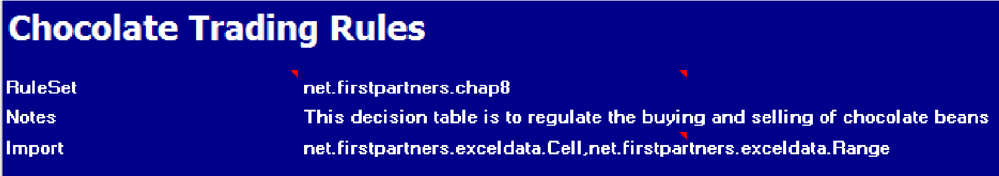 Chocolate Trading Rules
RuleSet net.firstpartners.chap8
Notes This decision table is to regulate the buying and selling of chocolate beans
Import net.firstpartners.exceldata.Cell,net.firstpartners.exceldata.Range